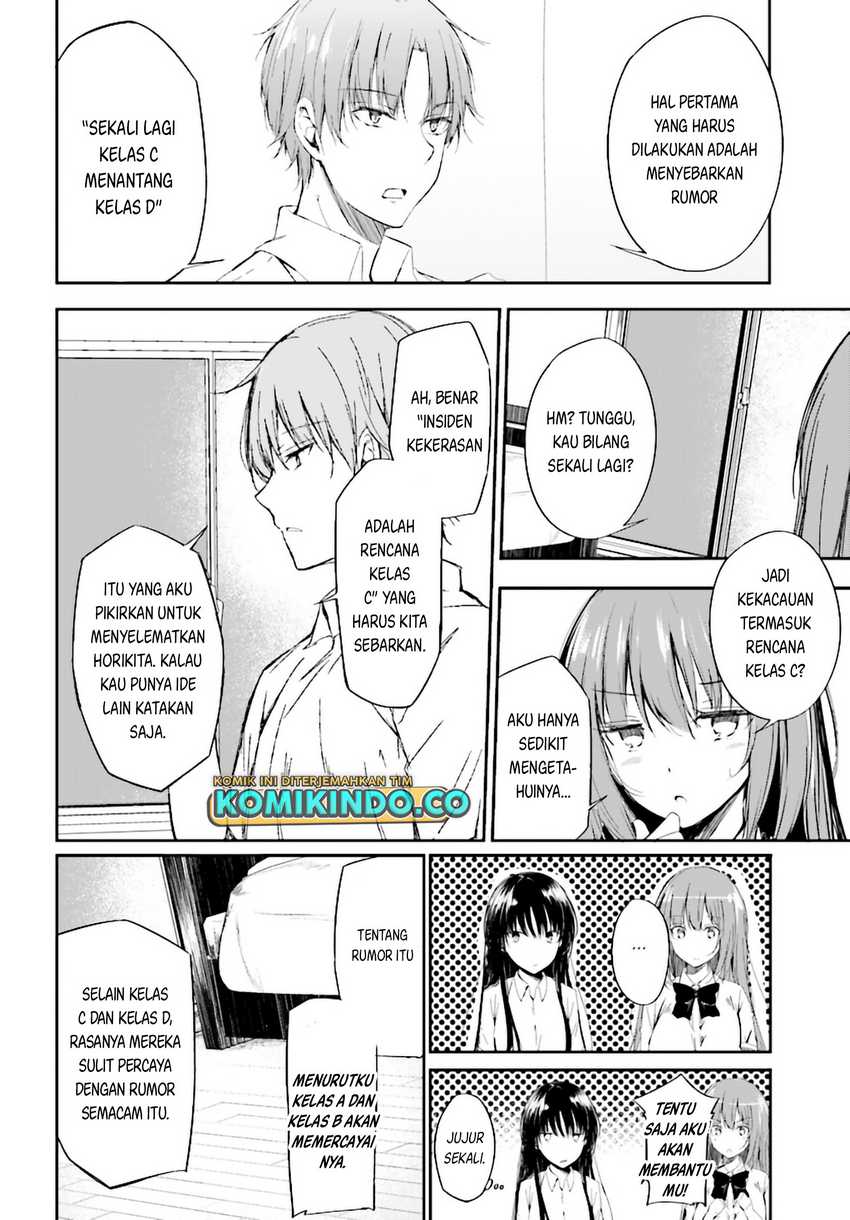 HAL PERTAMA
YANG HARUS
DILAKUKAN ADALAH
MENYEBARKAN
RUMOR
"SEKALI LAGI
KELAS C
MENANTANG
KELAS D"
HM? TUNGGU,
KAU BILANG
SEKALI LAGI?
AH, BENAR
"INSIDEN
KEKERASAN
ADALAH
RENCANA
KELAS
C" YANG
HARUS KITA
SEBARKAN.
ITU YANG AKU
PIKIRKAN UNTUK
MENYELEMATKAN
HORIKITA. KALAU
KAU PUNYA IDE
LAIN KATAKAN
SAJA.
JADI
KEKACAUAN
TERMASUK
RENCANA
KELAS C?
AKU HANYA
SEDIKIT
MENGETA-
HUINYA...
KOMIK INI DITERJEMAHKAN TIM
KOMIKINDO.CO
...
TENTU
SAJA AKU
AKAN
MEMBANTU
MU!
JUJUR
SEKALI.
TENTANG
RUMOR ITU
MENURUTKU
KELAS A DAN
KELAS B AKAN
MEMERCAYAI
NYA.
SELAIN KELAS
C DAN KELAS D,
RASANYA MEREKA
SULIT PERCAYA
DENGAN RUMOR
SEMACAM ITU.